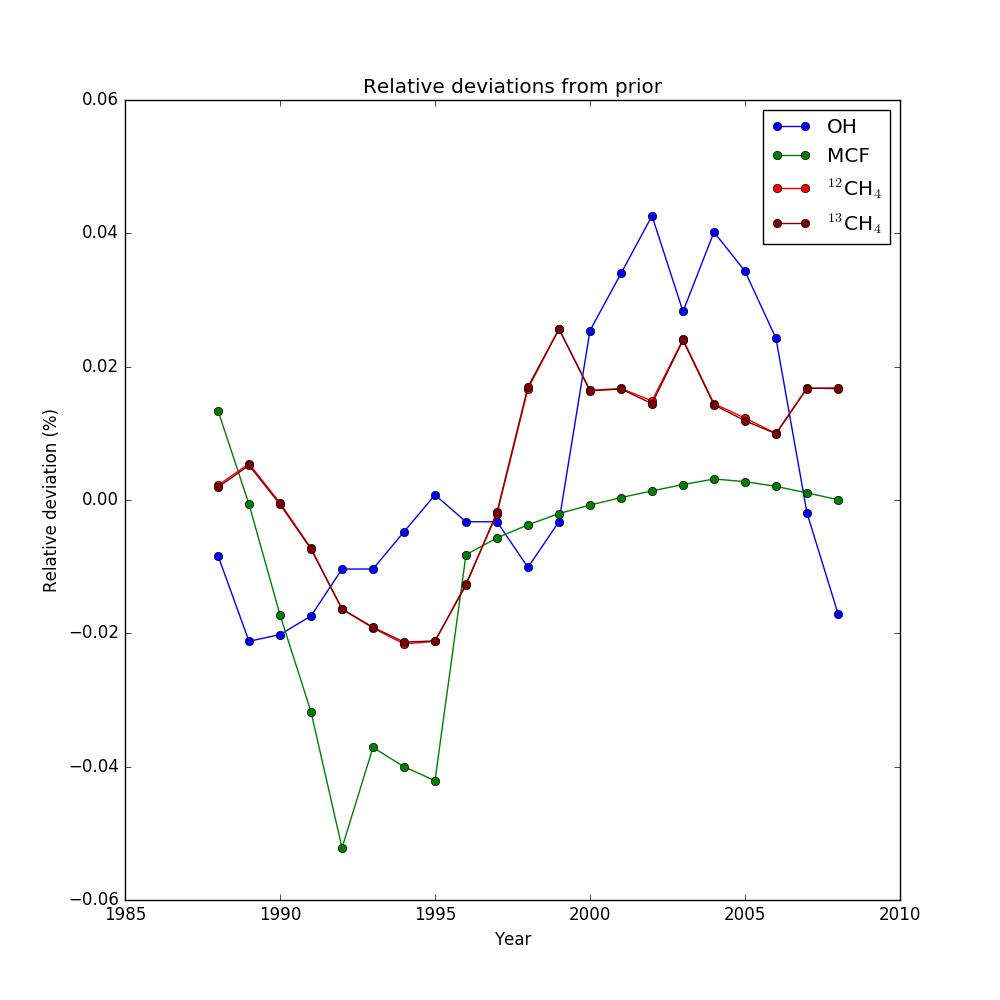 Relative deviations from prior
0.06
0.04
0.02
0.00
−0.02
−0.04
−0.06
Relative deviation (%)
OH
MCF
¹²CH₄
¹³CH₄
1985 1990 1995 2000 2005 2010
Year